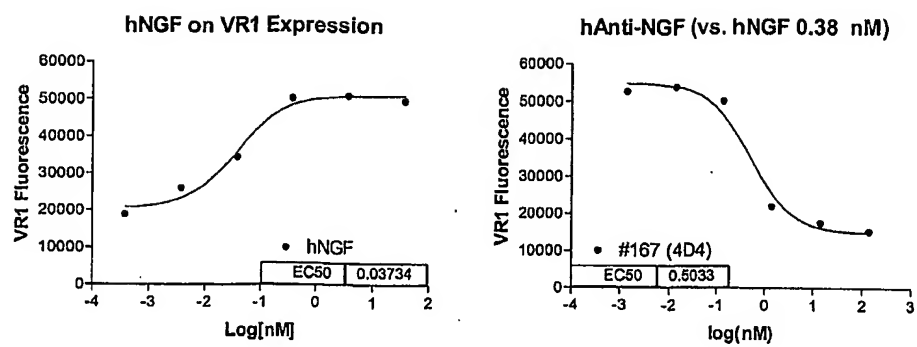 hNGF on VR1 Expression
60000
50000
40000
30000
20000
10000
0
VR1 Fluorescence
hNGF
EC50 0.03734
-4 -3 -2 -1 0 1 2
Log[nM]
hAnti-NGF (vs. hNGF 0.38 nM)
60000
50000
40000
30000
20000
10000
0
VR1 Fluorescence
#167 (4D4)
EC50 0.5033
-4 -3 -2 -1 0 1 2 3
log(nM)